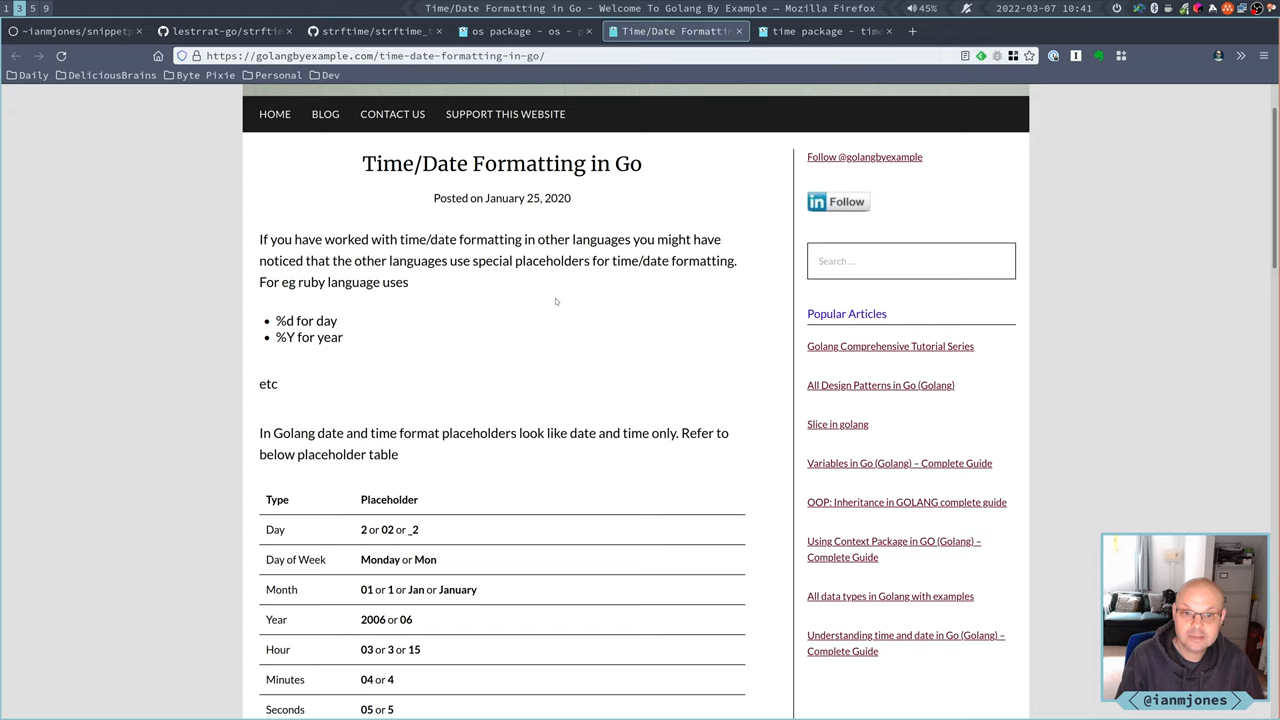 1 3 5 9
Time/Date Formatting in Go - Welcome To Golang By Example — Mozilla Firefox
45%
2022-03-07 10:41
~ianmjones/snippetp
lestrrat-go/strftim
strftime/strftime_t
os package - os - p
Time/Date Formattin
time package - time
https://golangbyexample.com/time-date-formatting-in-go/
Daily
DeliciousBrains
Byte Pixie
Personal
Dev
HOME
BLOG
CONTACT US
SUPPORT THIS WEBSITE
Time/Date Formatting in Go
Posted on January 25, 2020
If you have worked with time/date formatting in other languages you might have
noticed that the other languages use special placeholders for time/date formatting.
For eg ruby language uses
%d for day
%Y for year
etc
In Golang date and time format placeholders look like date and time only. Refer to
below placeholder table
Type Placeholder
Day 2 or 02 or _2
Day of Week Monday or Mon
Month 01 or 1 or Jan or January
Year 2006 or 06
Hour 03 or 3 or 15
Minutes 04 or 4
Seconds 05 or 5
Follow @golangbyexample
in Follow
Search …
Popular Articles
Golang Comprehensive Tutorial Series
All Design Patterns in Go (Golang)
Slice in golang
Variables in Go (Golang) – Complete Guide
OOP: Inheritance in GOLANG complete guide
Using Context Package in GO (Golang) –
Complete Guide
All data types in Golang with examples
Understanding time and date in Go (Golang) –
Complete Guide
@ianmjones